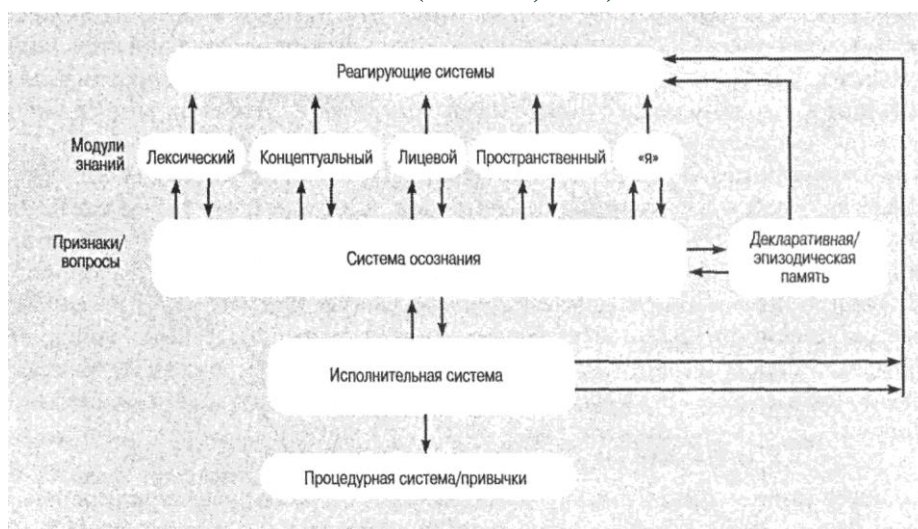 Реагирующие системы
Модули
знаний
Лексический Концептуальный Лицевой Пространственный «я»
Признаки/
вопросы
Система осознания
Декларативная/
эпизодическая
память
Исполнительная система
Процедурная система/привычки